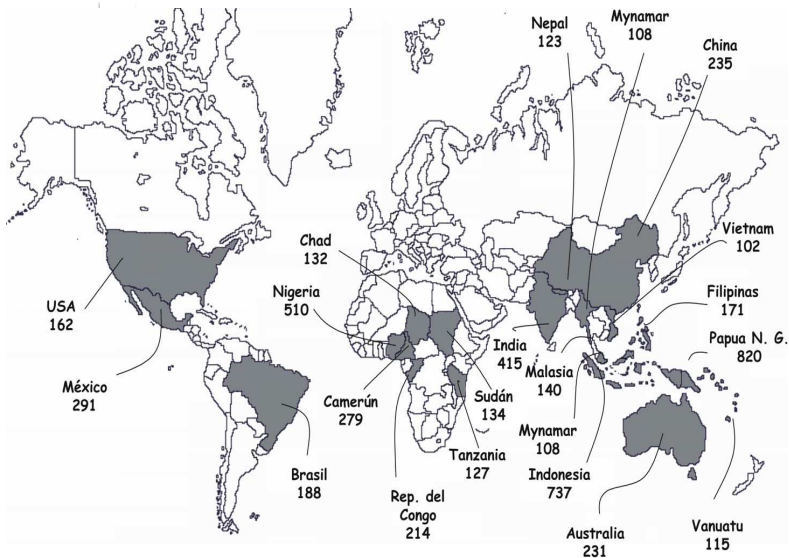 Nepal
123
Mynamar
108
China
235
Vietnam
102
Filipinas
171
Papua N. G.
820
Chad
132
Nigeria
510
USA
162
México
291
Camerún
279
India
415
Malasia
140
Sudán
134
Mynamar
108
Tanzania
127
Indonesia
737
Brasil
188
Rep. del
Congo
214
Australia
231
Vanuatu
115